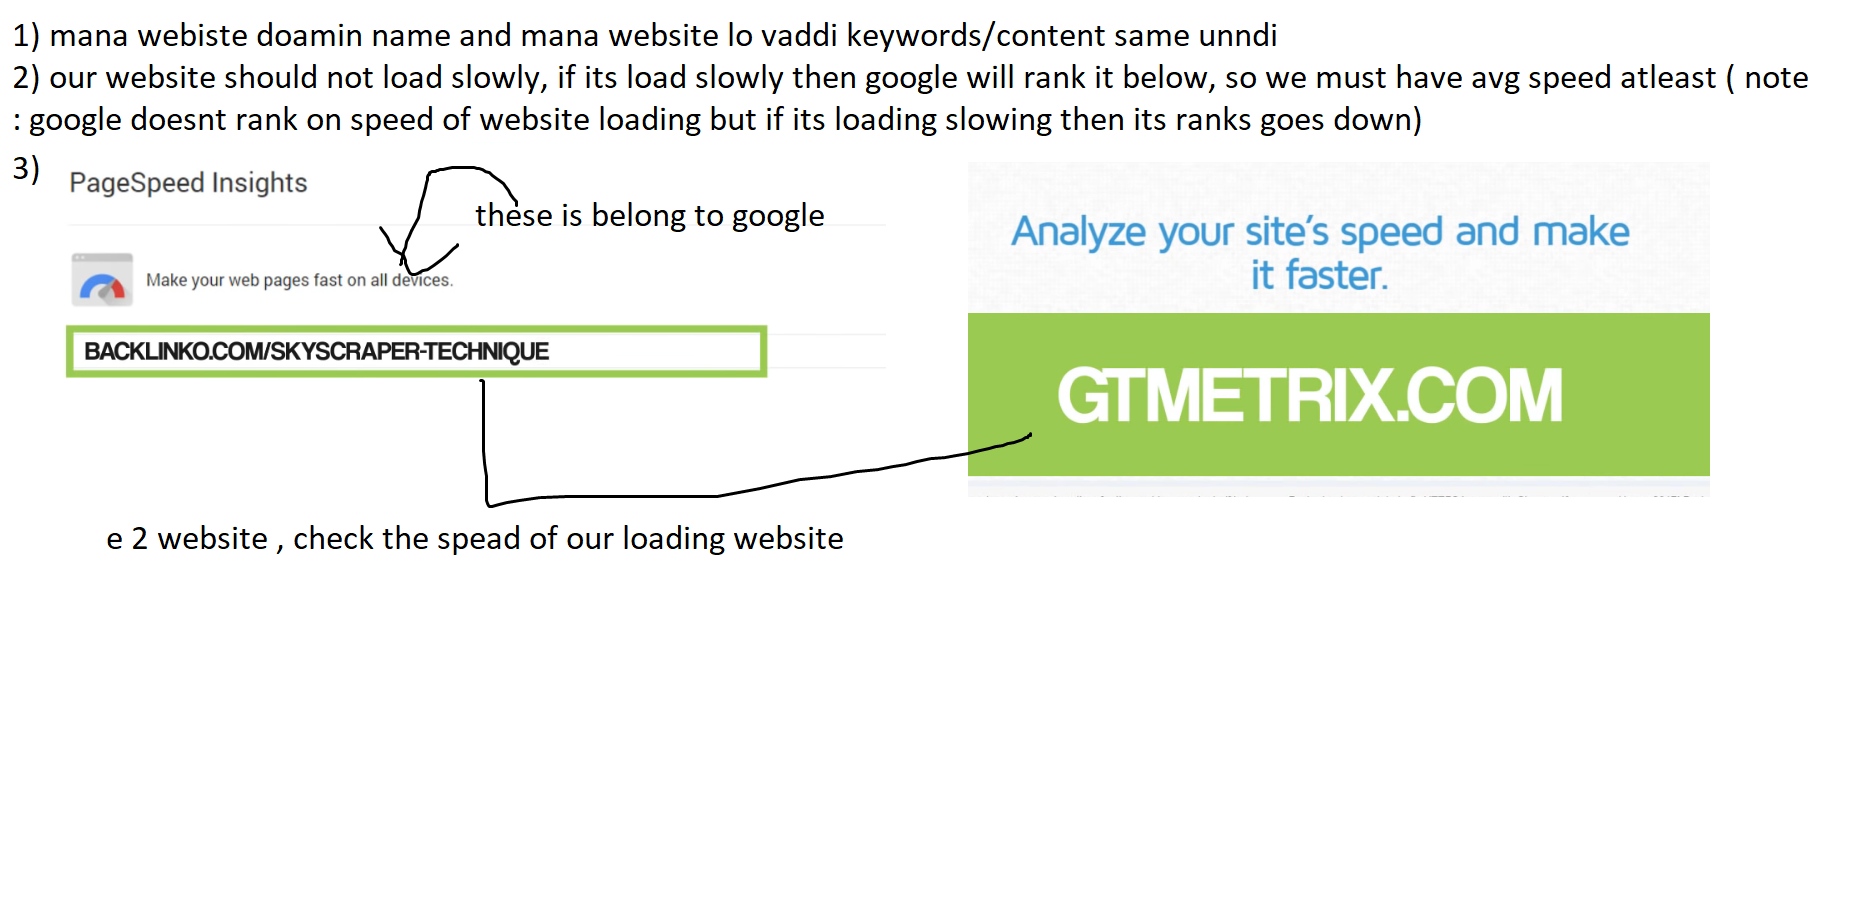 1) mana webiste doamin name and mana website lo vaddi keywords/content same unndi
2) our website should not load slowly, if its load slowly then google will rank it below, so we must have avg speed atleast ( note
: google doesnt rank on speed of website loading but if its loading slowing then its ranks goes down)
3)
PageSpeed Insights
these is belong to google
Make your web pages fast on all devices.
BACKLINKO.COM/SKYSCRAPER-TECHNIQUE
Analyze your site's speed and make
it faster.
GTMETRIX.COM
e 2 website , check the spead of our loading website